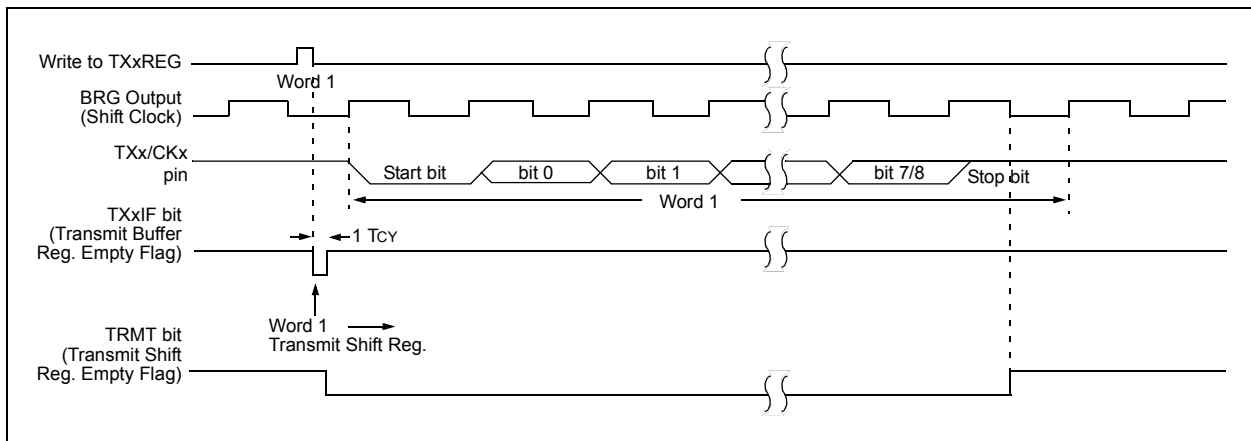 Write to TXxREG
Word 1
BRG Output
(Shift Clock)
TXx/CKx
pin
Start bit
bit 0
bit 1
bit 7/8
Stop bit
Word 1
TXxIF bit
(Transmit Buffer
Reg. Empty Flag)
1 TCY
Word 1
Transmit Shift Reg.
TRMT bit
(Transmit Shift
Reg. Empty Flag)